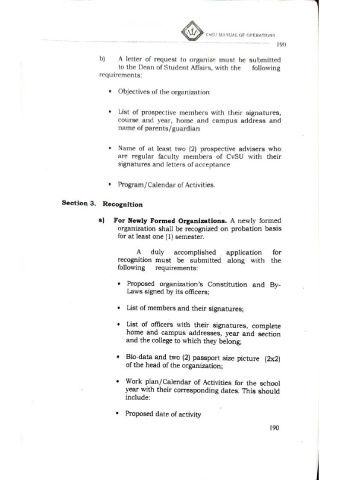 CvSU MANUAL OF OPERATIONS
190
b) A letter of request to organize must be submitted
to the Dean of Student Affairs, with the following
requirements:
• Objectives of the organization
• List of prospective members with their signatures,
course and year, home and campus address and
name of parents/guardian
• Name of at least two (2) prospective advisers who
are regular faculty members of CvSU with their
signatures and letters of acceptance
• Program/Calendar of Activities.
Section 3. Recognition
a) For Newly Formed Organizations. A newly formed
organization shall be recognized on probation basis
for at least one (1) semester.
A duly accomplished application for
recognition must be submitted along with the
following requirements:
• Proposed organization's Constitution and By-
Laws signed by its officers;
• List of members and their signatures;
• List of officers with their signatures, complete
home and campus addresses, year and section
and the college to which they belong;
• Bio-data and two (2) passport size picture (2x2)
of the head of the organization;
• Work plan/Calendar of Activities for the school
year with their corresponding dates. This should
include:
• Proposed date of activity
190